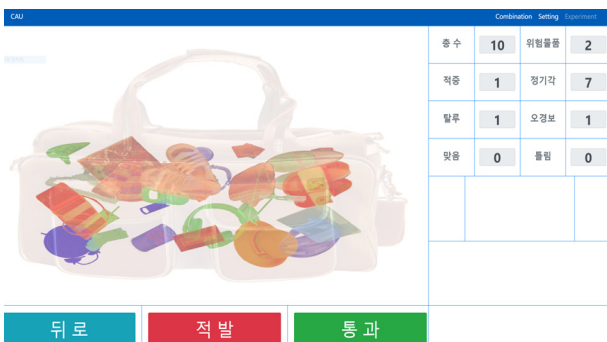 CAU Combination Setting Experiment
총 수 10 위험물품 2
적중 1 정기각 7
탈루 1 오경보 1
맞음 0 틀림 0
뒤로 적발 통과